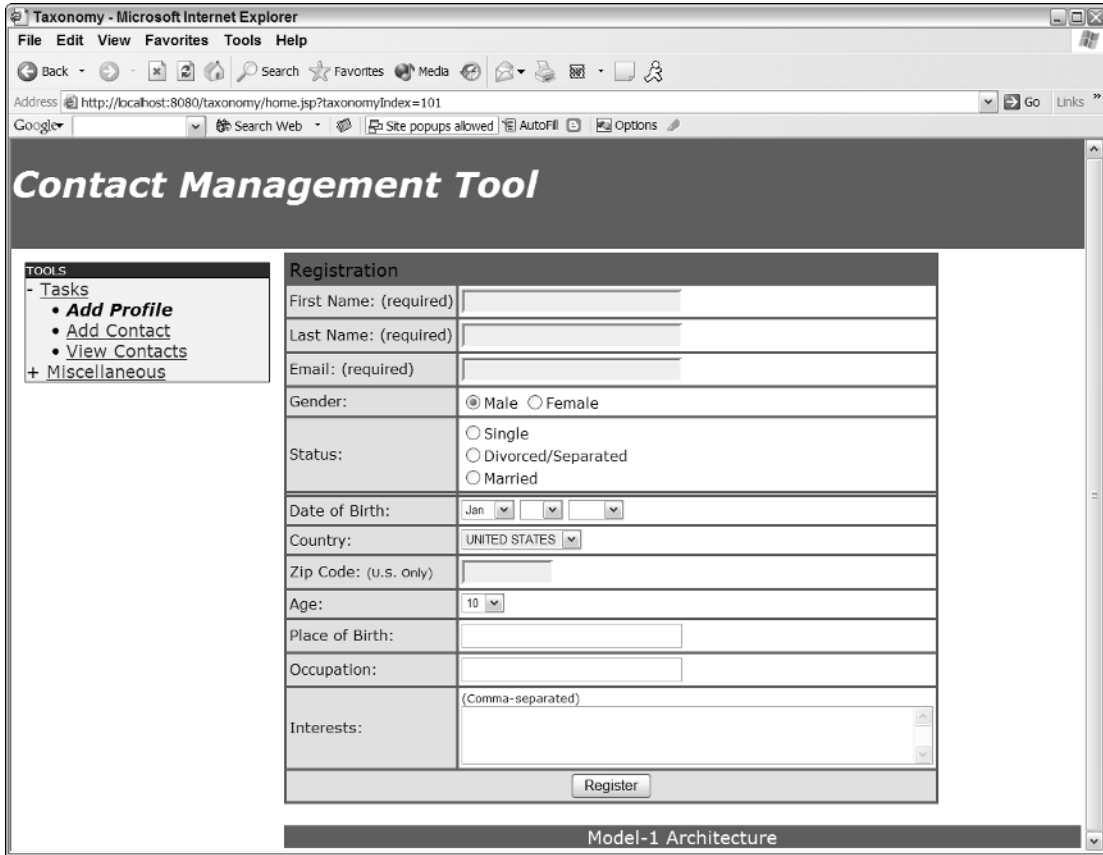 Taxonomy - Microsoft Internet Explorer
File Edit View Favorites Tools Help
Back Search Favorites Media
Address http://localhost:8080/taxonomy/home.jsp?taxonomyIndex=101 Go Links »
Google Search Web Site popups allowed AutoFill Options
Contact Management Tool
TOOLS
- Tasks
• Add Profile
• Add Contact
• View Contacts
+ Miscellaneous
Registration
First Name: (required)
Last Name: (required)
Email: (required)
Gender: Male Female
Status: Single
Divorced/Separated
Married
Date of Birth: Jan
Country: UNITED STATES
Zip Code: (U.S. Only)
Age: 10
Place of Birth:
Occupation:
Interests: (Comma-separated)
Register
Model-1 Architecture